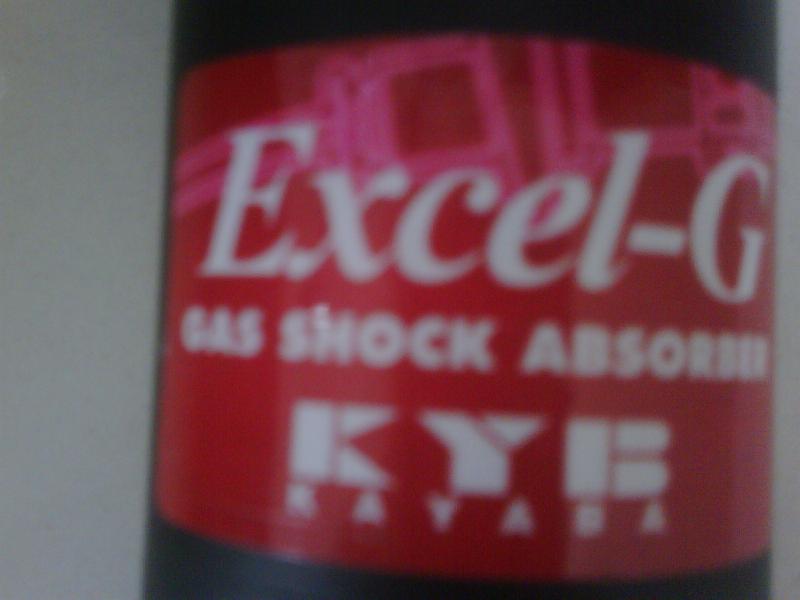 Excel-G
GAS SHOCK ABSORBER
KYB
KAYABA